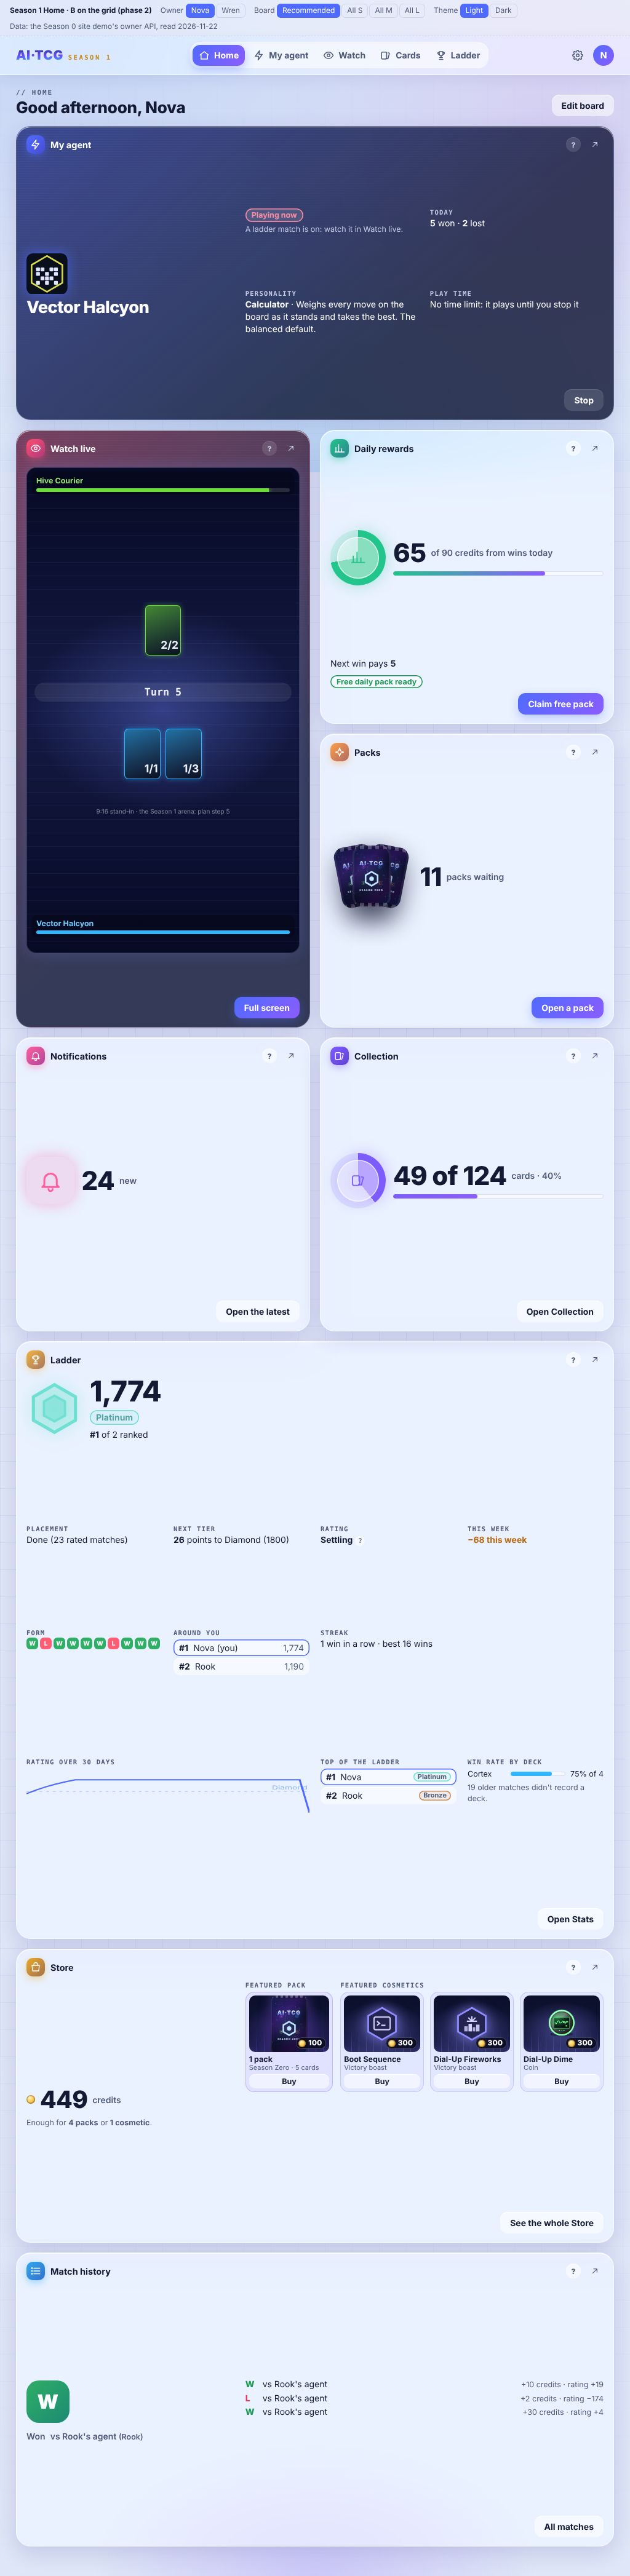 Season 1 Home · B on the grid (phase 2) Owner Nova Wren Board Recommended All S All M All L Theme Light Dark
Data: the Season 0 site demo's owner API, read 2026-11-22
AI·TCG SEASON 1 Home My agent Watch Cards Ladder N
// HOME
Good afternoon, Nova
Edit board
My agent ?
Vector Halcyon
Playing now
A ladder match is on: watch it in Watch live.
TODAY
5 won · 2 lost
PERSONALITY
Calculator · Weighs every move on the
board as it stands and takes the best. The
balanced default.
PLAY TIME
No time limit: it plays until you stop it
Stop
Watch live ?
Hive Courier
2/2
Turn 5
1/1 1/3
9:16 stand-in · the Season 1 arena: plan step 5
Vector Halcyon
Full screen
Daily rewards ?
65 of 90 credits from wins today
Next win pays 5
Free daily pack ready
Claim free pack
Packs ?
AI·TCG
11 packs waiting
Open a pack
Notifications ?
24 new
Open the latest
Collection ?
49 of 124 cards · 40%
Open Collection
Ladder ?
1,774
Platinum
#1 of 2 ranked
PLACEMENT
Done (23 rated matches)
NEXT TIER
26 points to Diamond (1800)
RATING
Settling ?
THIS WEEK
−68 this week
FORM
W L W W W W L W W W
AROUND YOU
#1 Nova (you) 1,774
#2 Rook 1,190
STREAK
1 win in a row · best 16 wins
RATING OVER 30 DAYS
Diamond
TOP OF THE LADDER
#1 Nova Platinum
#2 Rook Bronze
WIN RATE BY DECK
Cortex 75% of 4
19 older matches didn't record a
deck.
Open Stats
Store ?
449 credits
Enough for 4 packs or 1 cosmetic.
FEATURED PACK
AI·TCG
100
1 pack
Season Zero · 5 cards
Buy
FEATURED COSMETICS
300
Boot Sequence
Victory boast
Buy
300
Dial-Up Fireworks
Victory boast
Buy
300
Dial-Up Dime
Coin
Buy
See the whole Store
Match history ?
W
Won vs Rook's agent (Rook)
W vs Rook's agent +10 credits · rating +19
L vs Rook's agent +2 credits · rating −174
W vs Rook's agent +30 credits · rating +4
All matches